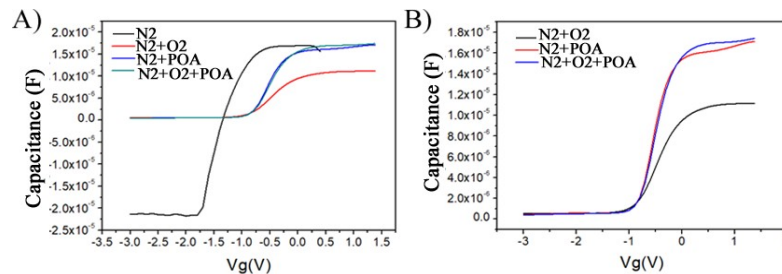 A)
Capacitance (F)
2.0x10⁻⁵
1.5x10⁻⁵
1.0x10⁻⁵
5.0x10⁻⁶
0.0
-5.0x10⁻⁶
-1.0x10⁻⁵
-1.5x10⁻⁵
-2.0x10⁻⁵
-2.5x10⁻⁵
N2
N2+O2
N2+POA
N2+O2+POA
-3.5 -3.0 -2.5 -2.0 -1.5 -1.0 -0.5 0.0 0.5 1.0 1.5
Vg(V)
B)
Capacitance (F)
1.8x10⁻⁵
1.6x10⁻⁵
1.4x10⁻⁵
1.2x10⁻⁵
1.0x10⁻⁵
8.0x10⁻⁶
6.0x10⁻⁶
4.0x10⁻⁶
2.0x10⁻⁶
0.0
N2+O2
N2+POA
N2+O2+POA
-3 -2 -1 0 1
Vg(V)